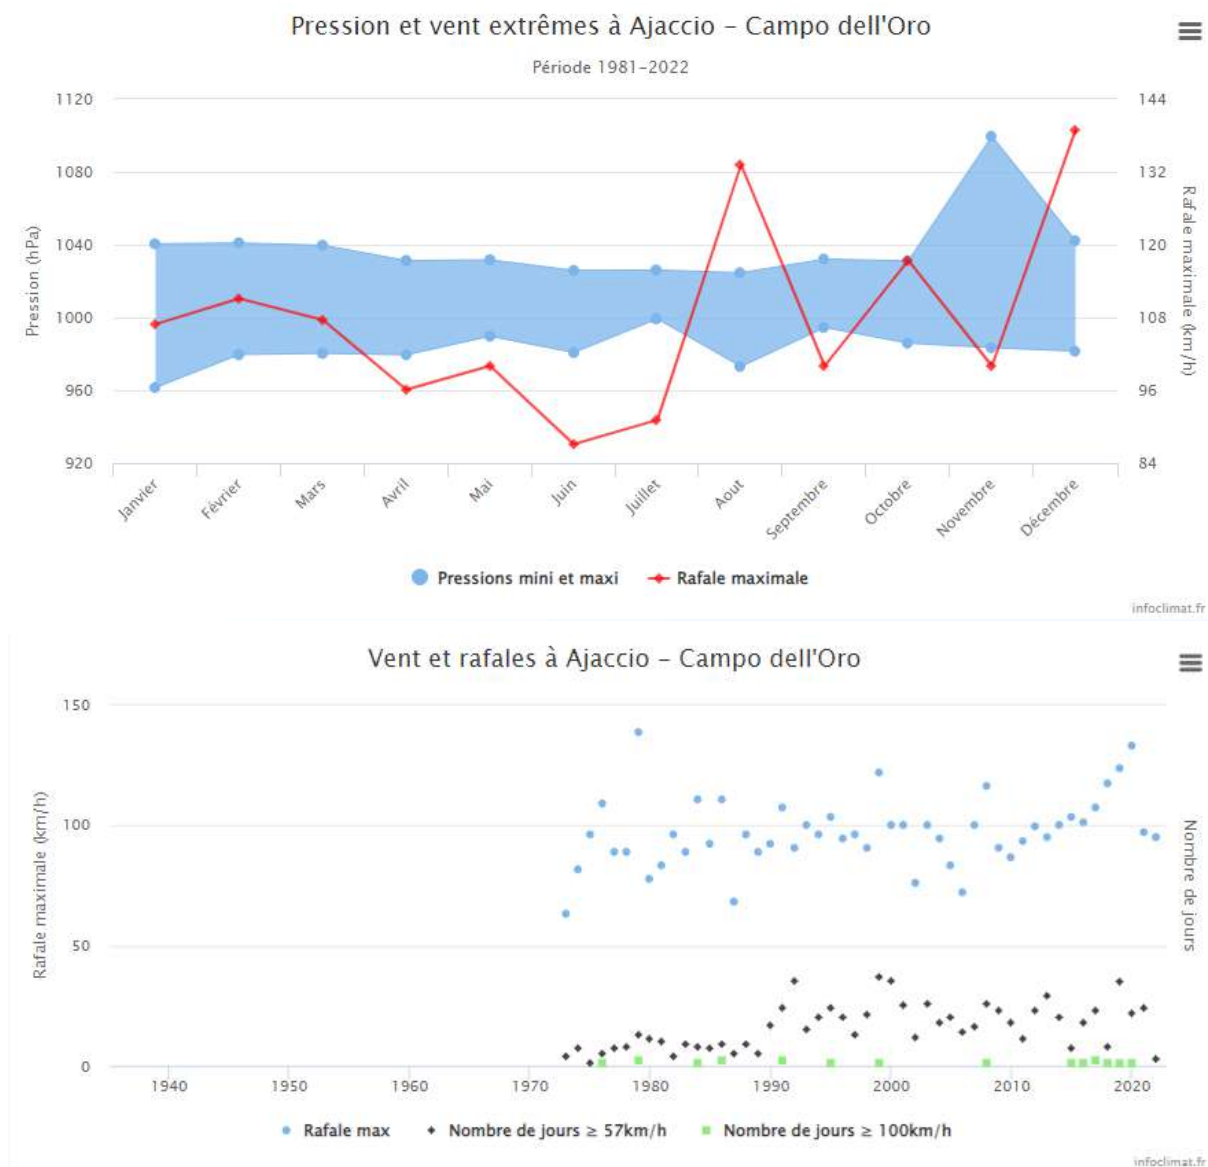 Pression et vent extrêmes à Ajaccio - Campo dell'Oro
Période 1981-2022
1120
1080
1040
1000
960
920
Pression (hPa)
144
132
120
108
96
84
Rafale maximale (km/h)
Janvier
Février
Mars
Avril
Mai
Juin
Juillet
Aout
Septembre
Octobre
Novembre
Décembre
Pressions mini et maxi
Rafale maximale
infoclimat.fr
Vent et rafales à Ajaccio - Campo dell'Oro
150
100
50
0
Rafale maximale (km/h)
Nombre de jours
1940 1950 1960 1970 1980 1990 2000 2010 2020
Rafale max
Nombre de jours ≥ 57km/h
Nombre de jours ≥ 100km/h
infoclimat.fr